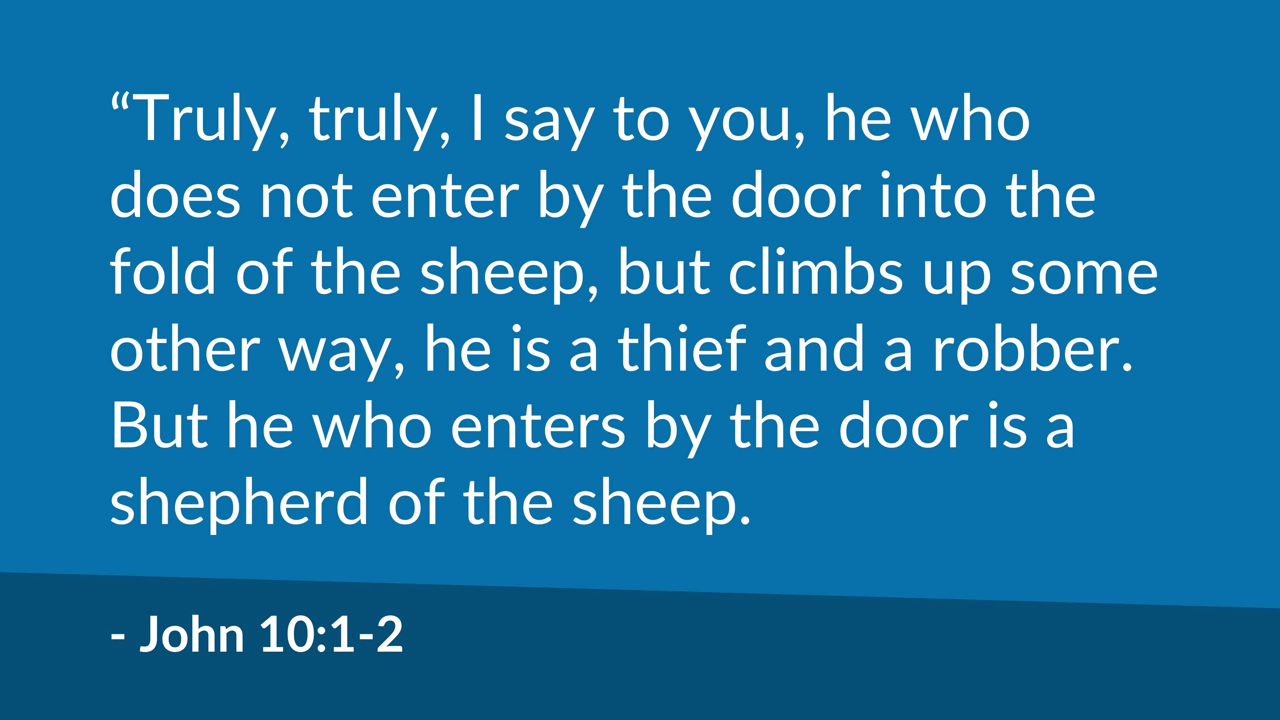 “Truly, truly, I say to you, he who
does not enter by the door into the
fold of the sheep, but climbs up some
other way, he is a thief and a robber.
But he who enters by the door is a
shepherd of the sheep.
- John 10:1-2